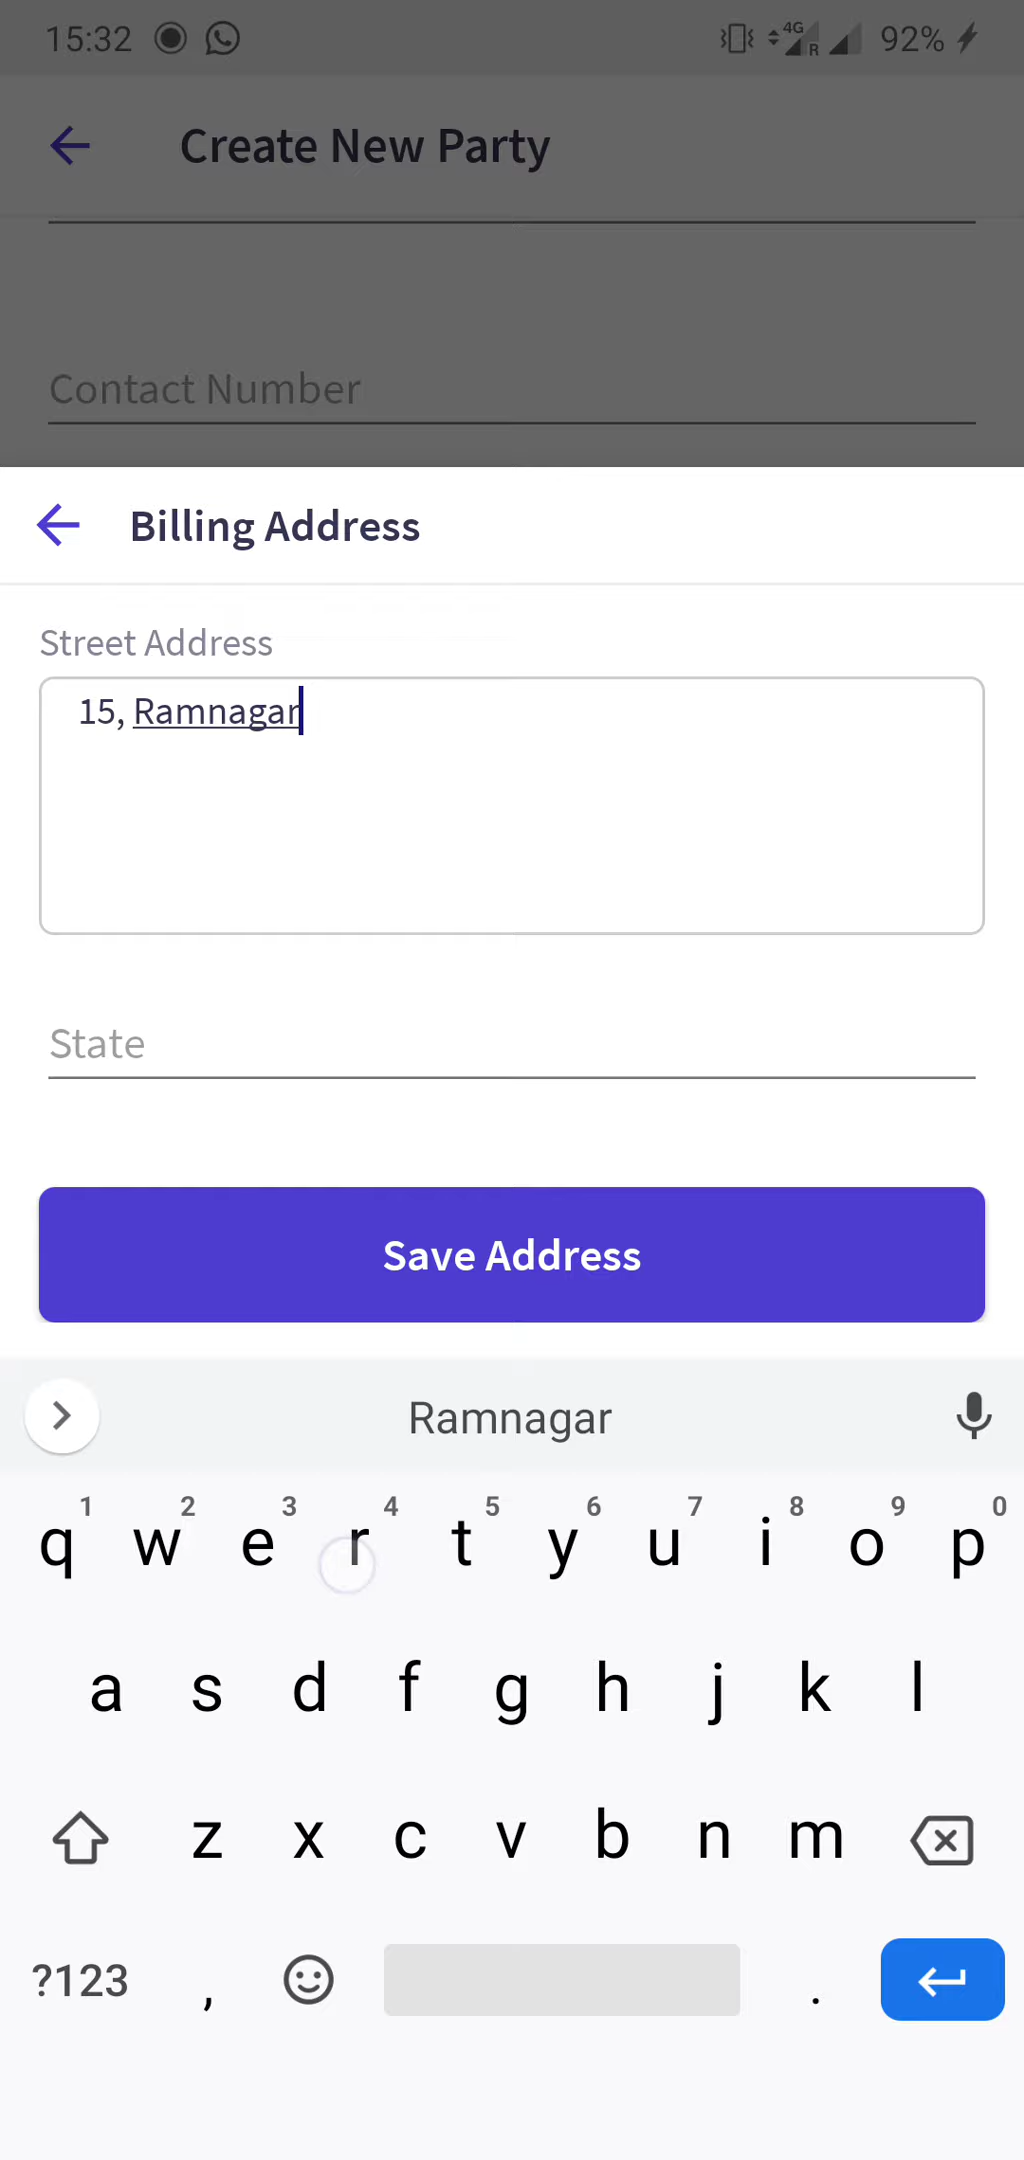 15:32 4G R 92%
Create New Party
Contact Number
Billing Address
Street Address
15, Ramnagar
State
Save Address
Ramnagar
1 2 3 4 5 6 7 8 9 0
q w e r t y u i o p
a s d f g h j k l
z x c v b n m
?123 , .